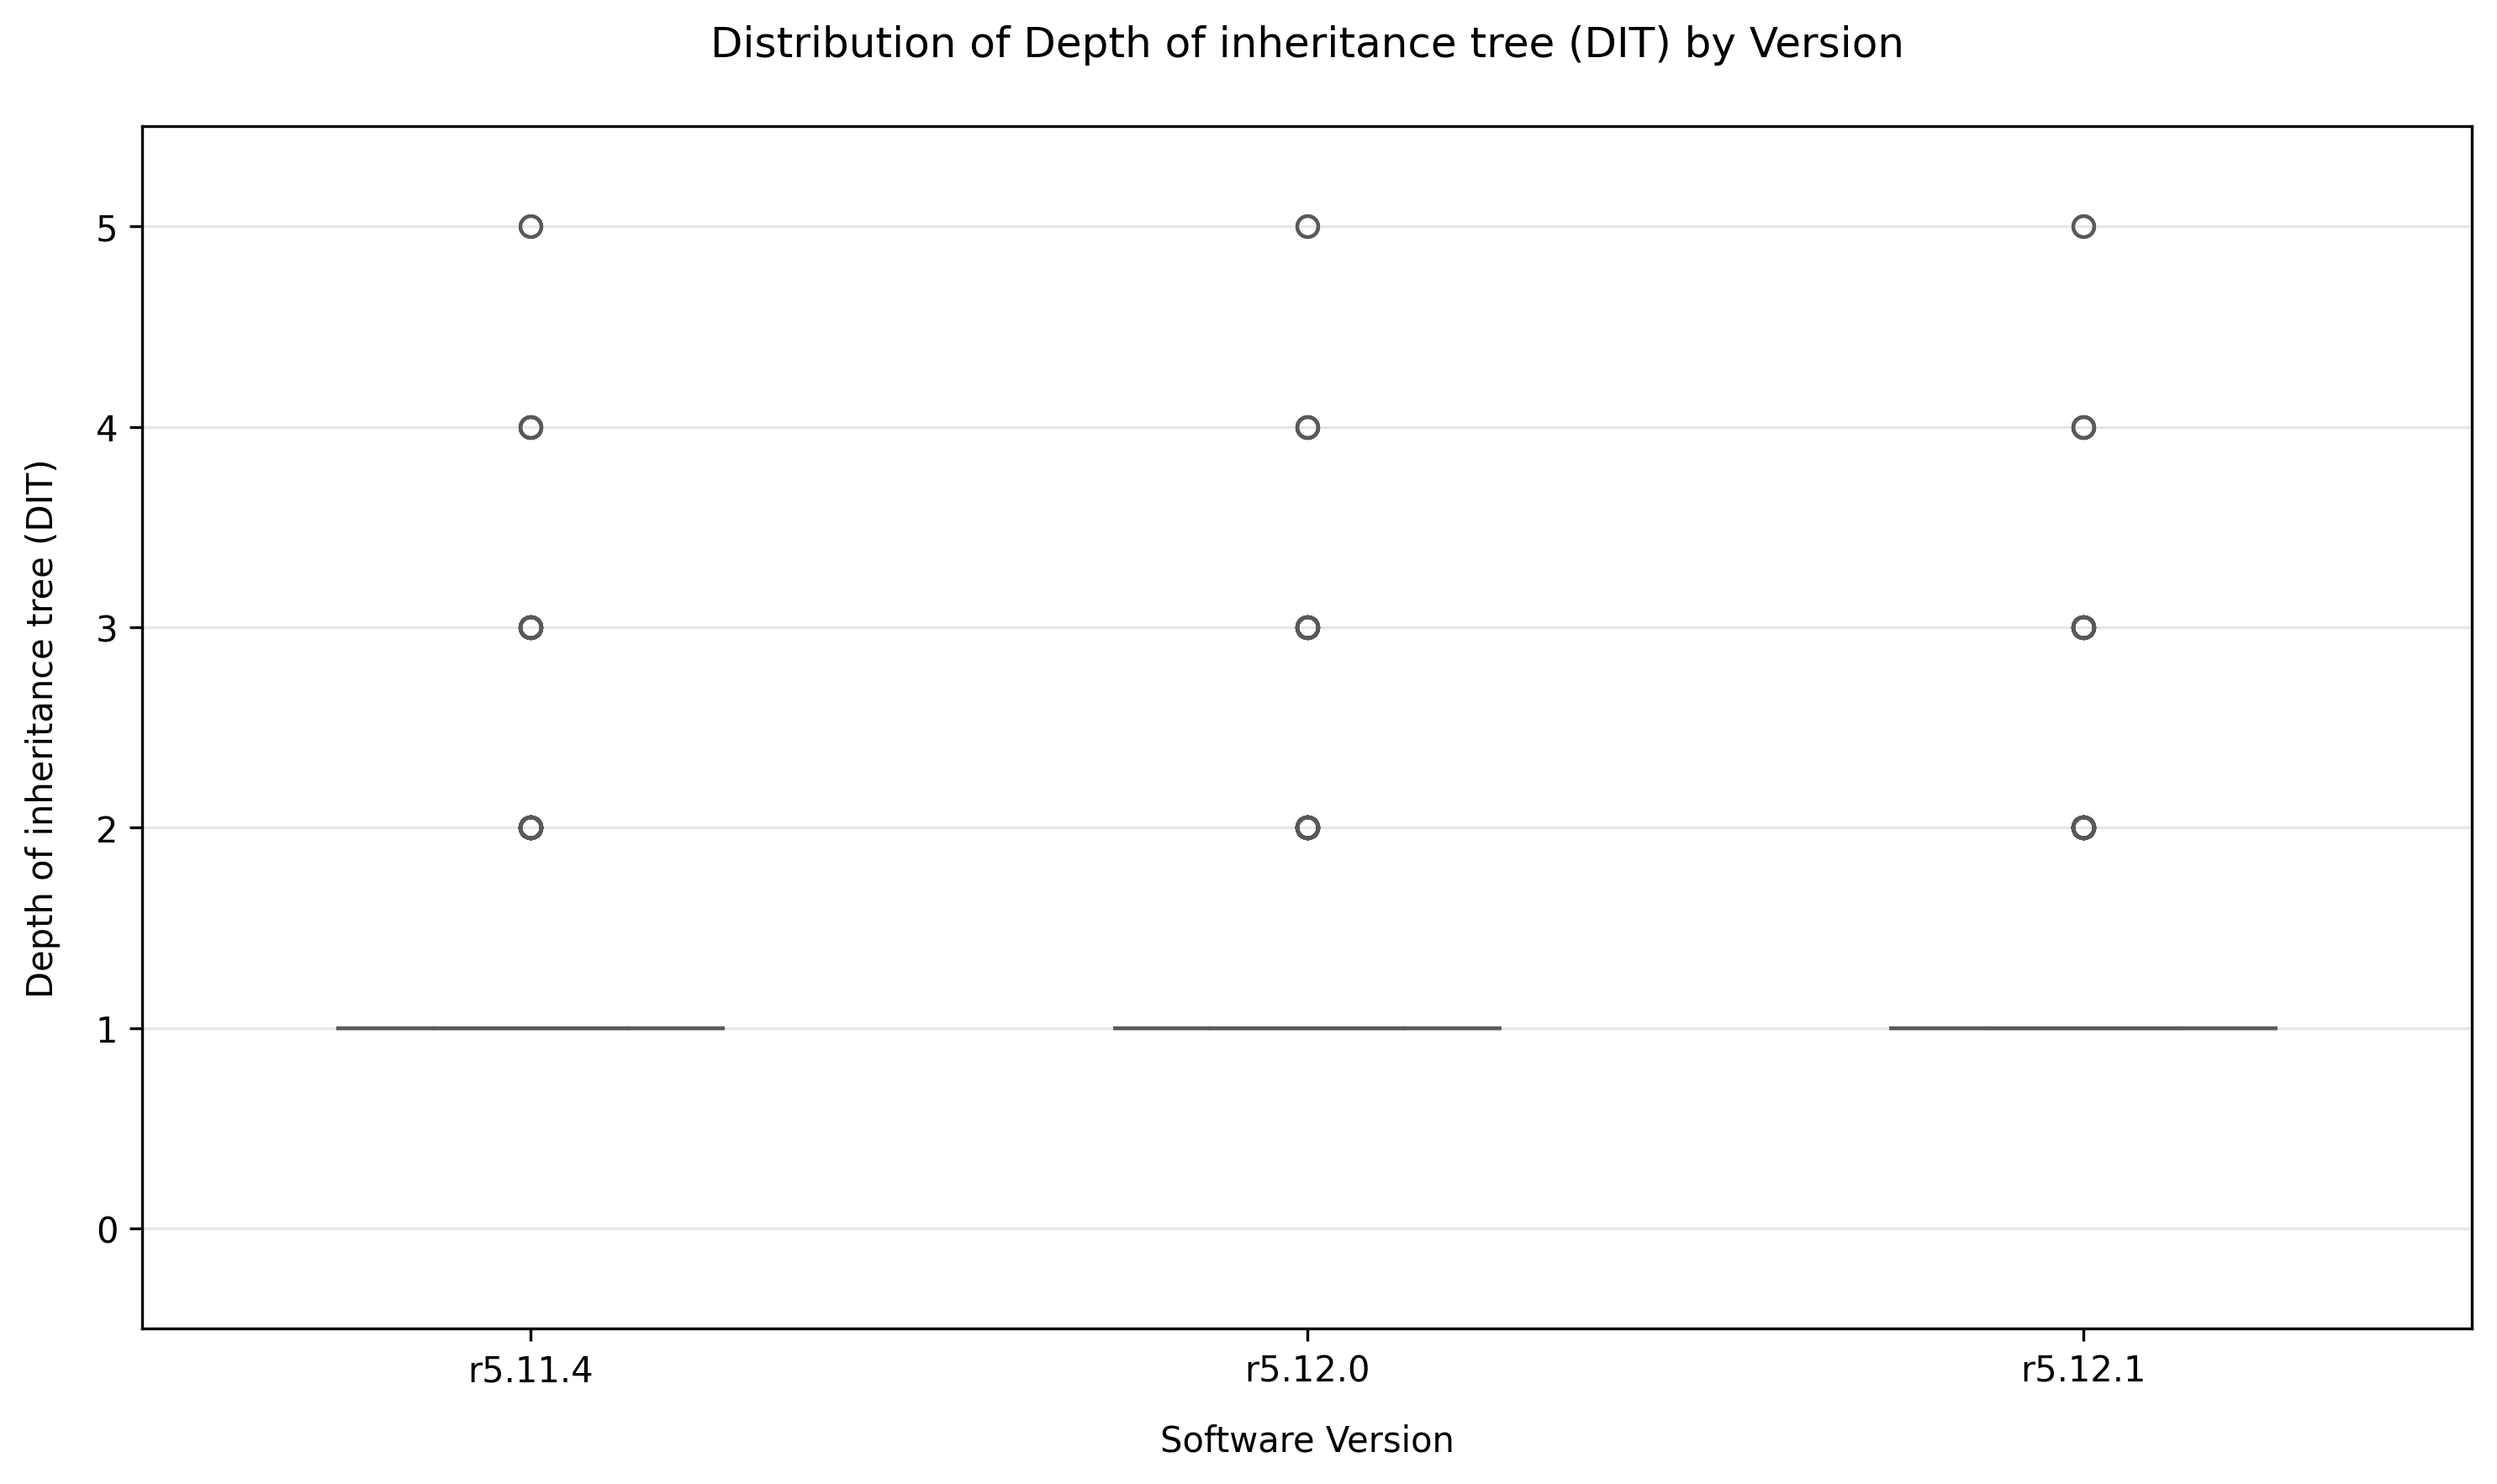 Distribution of Depth of inheritance tree (DIT) by Version
Depth of inheritance tree (DIT)
5
4
3
2
1
0
r5.11.4
r5.12.0
r5.12.1
Software Version